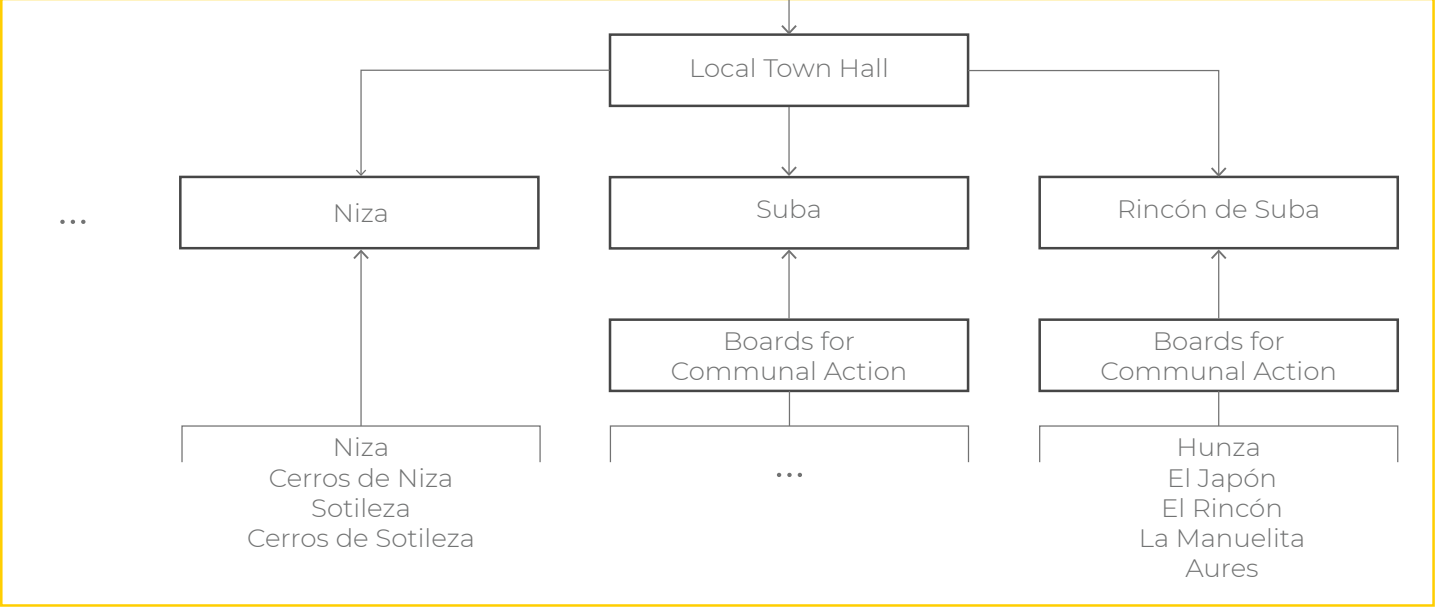 Local Town Hall
...
Niza
Suba
Rincón de Suba
Boards for
Communal Action
Boards for
Communal Action
Niza
Cerros de Niza
Sotileza
Cerros de Sotileza
...
Hunza
El Japón
El Rincón
La Manuelita
Aures